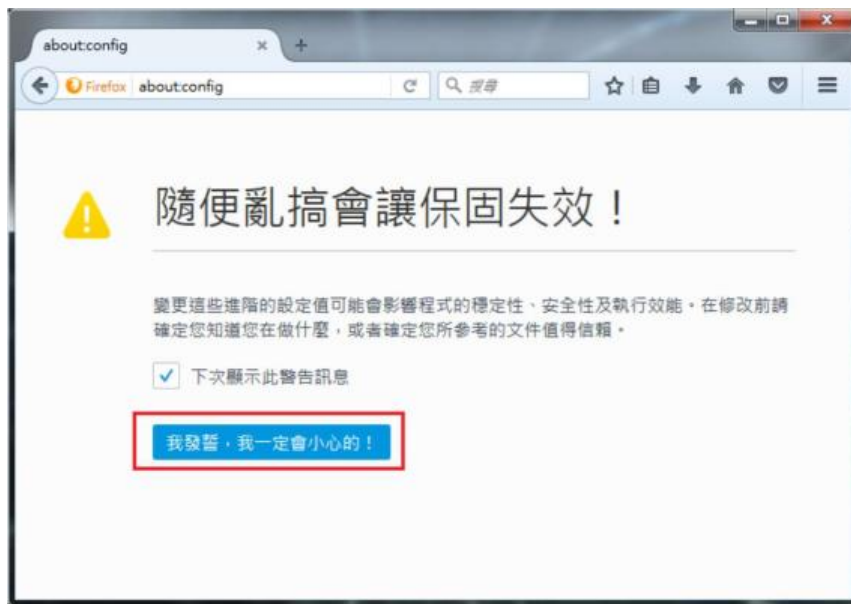 about:config
Firefox about:config 搜尋
隨便亂搞會讓保固失效！
變更這些進階的設定值可能會影響程式的穩定性、安全性及執行效能。在修改前請
確定您知道您在做什麼，或者確定您所參考的文件值得信賴。
下次顯示此警告訊息
我發誓，我一定會小心的！